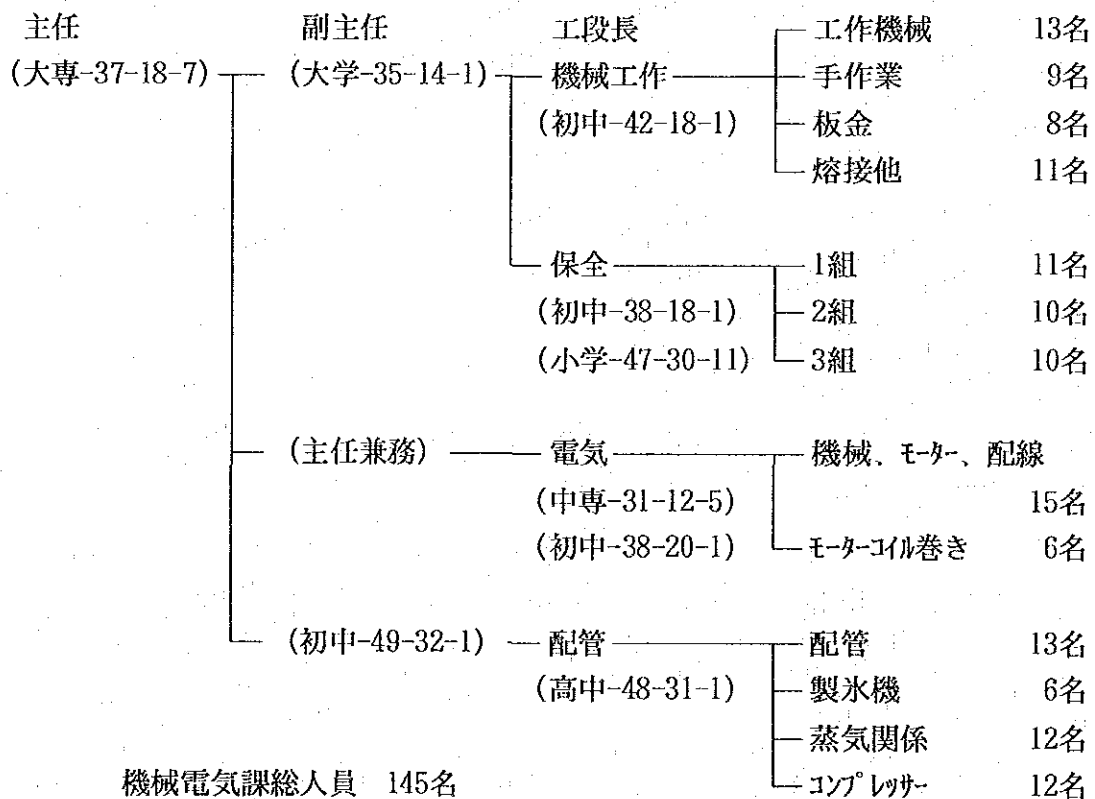 主任 副主任 工段長 工作機械 13名
(大専-37-18-7) (大学-35-14-1) 機械工作 手作業 9名
(初中-42-18-1) 板金 8名
熔接他 11名
保全 1組 11名
(初中-38-18-1) 2組 10名
(小学-47-30-11) 3組 10名
(主任兼務) 電気 機械、モーター、配線
(中専-31-12-5) 15名
(初中-38-20-1) モーターコイル巻き 6名
(初中-49-32-1) 配管 配管 13名
(高中-48-31-1) 製氷機 6名
蒸気関係 12名
機械電気課総人員 145名 コンプレッサー 12名